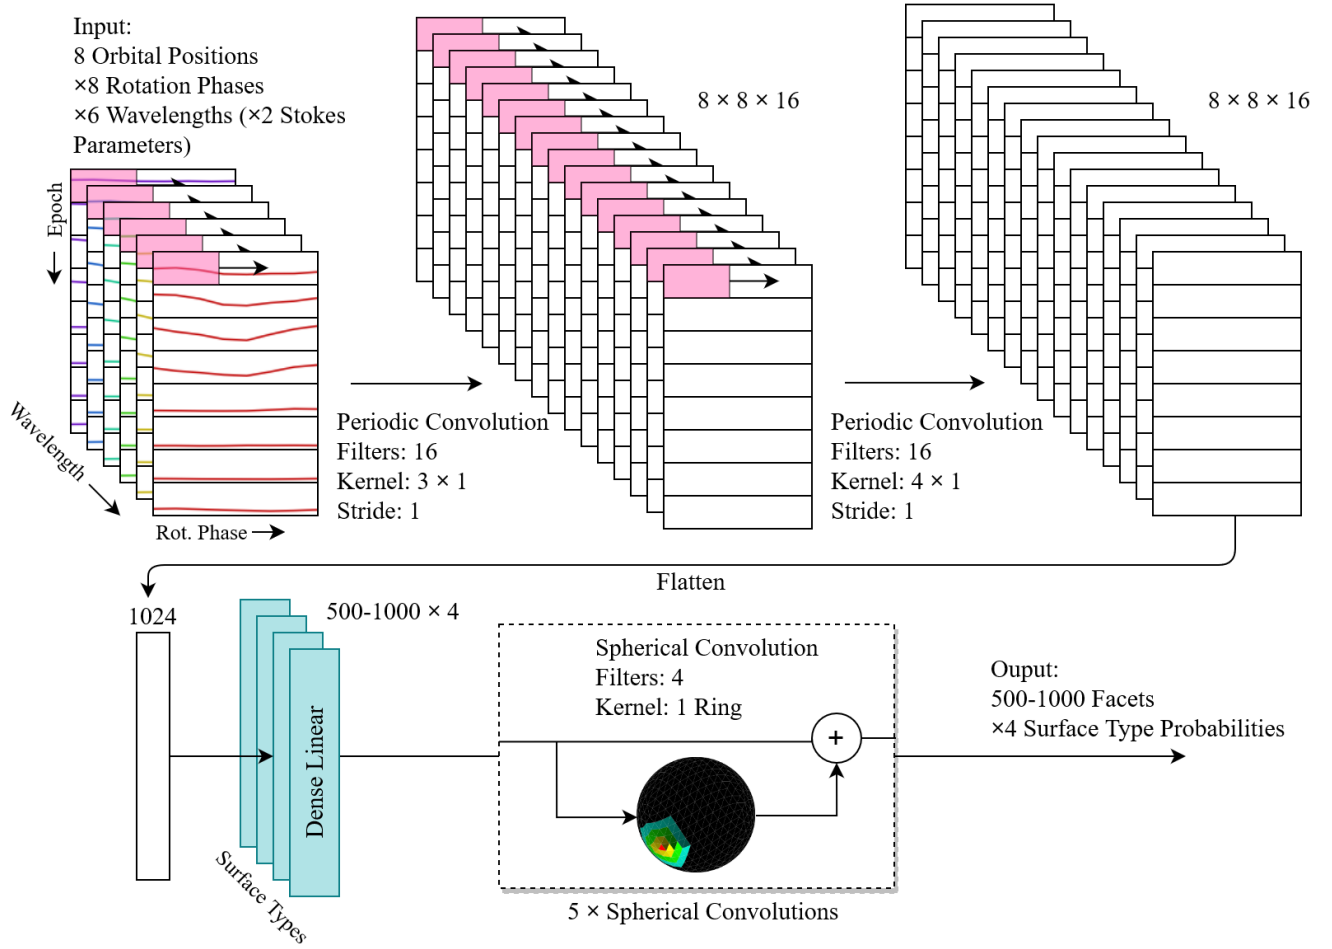 Input:
8 Orbital Positions
×8 Rotation Phases
×6 Wavelengths (×2 Stokes
Parameters)
8 × 8 × 16
8 × 8 × 16
Epoch
Wavelength
Rot. Phase
Periodic Convolution
Filters: 16
Kernel: 3 × 1
Stride: 1
Periodic Convolution
Filters: 16
Kernel: 4 × 1
Stride: 1
Flatten
1024
500-1000 × 4
Dense Linear
Surface Types
Spherical Convolution
Filters: 4
Kernel: 1 Ring
+
5 × Spherical Convolutions
Ouput:
500-1000 Facets
×4 Surface Type Probabilities